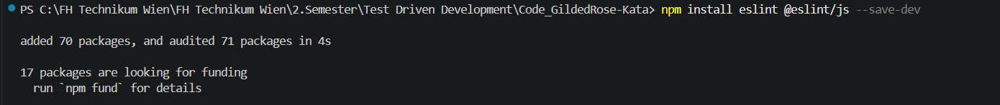 PS C:\FH Technikum Wien\FH Technikum Wien\2.Semester\Test Driven Development\Code_GildedRose-Kata> npm install eslint @eslint/js --save-dev
added 70 packages, and audited 71 packages in 4s
17 packages are looking for funding
  run `npm fund` for details